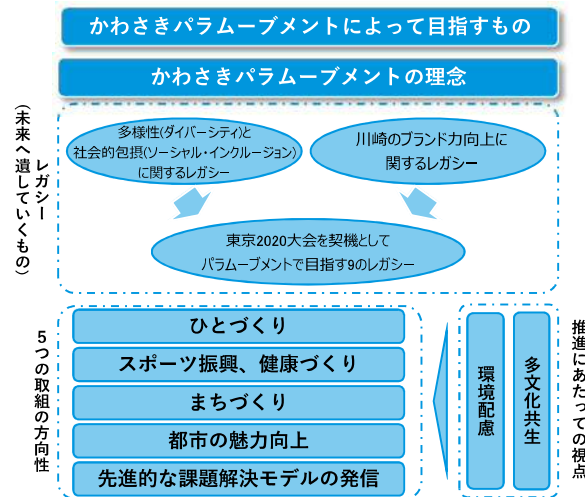 かわさきパラムーブメントによって目指すもの
かわさきパラムーブメントの理念
レガシー
(未来へ遺していくもの)
多様性(ダイバーシティ)と
社会的包摂(ソーシャル・インクルージョン)
に関するレガシー
川崎のブランド力向上に
関するレガシー
東京2020大会を契機として
パラムーブメントで目指す9のレガシー
5つの取組の方向性
ひとづくり
スポーツ振興、健康づくり
まちづくり
都市の魅力向上
先進的な課題解決モデルの発信
環境配慮
多文化共生
推進にあたっての視点